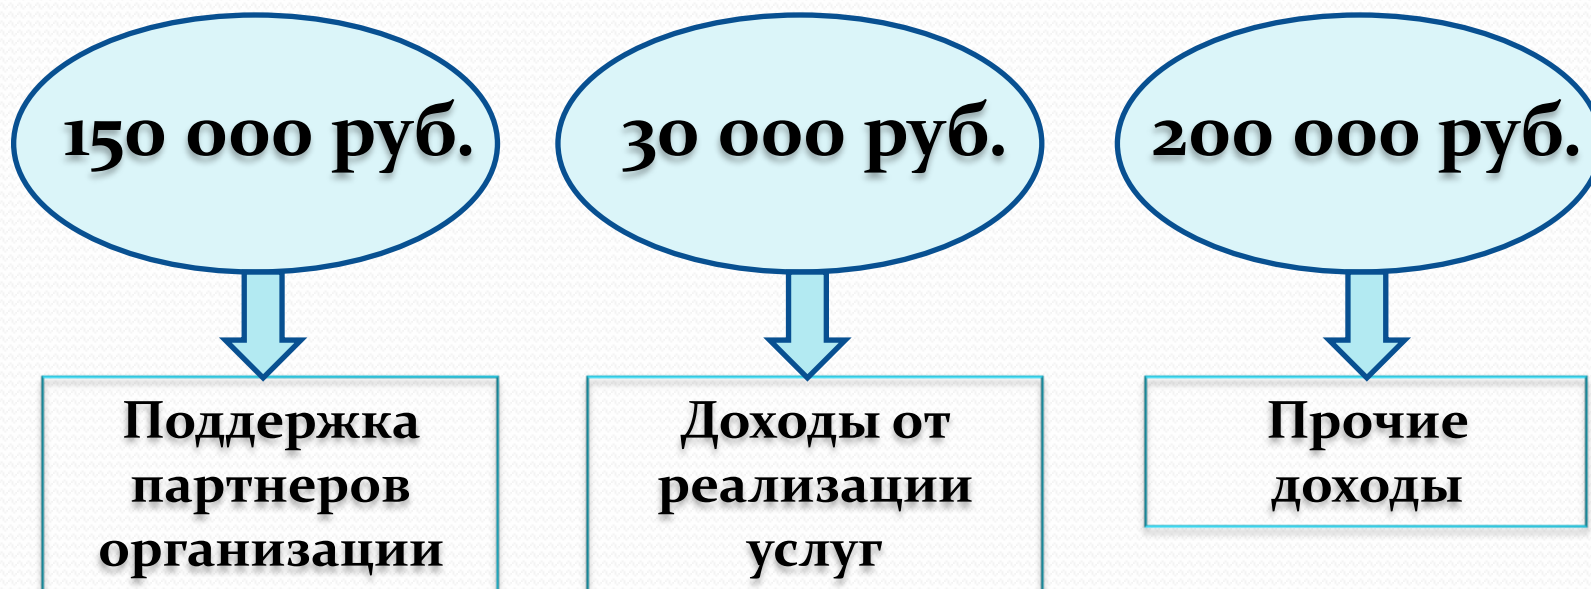 150 000 руб.
30 000 руб.
200 000 руб.
Поддержка
партнеров
организации
Доходы от
реализации
услуг
Прочие
доходы